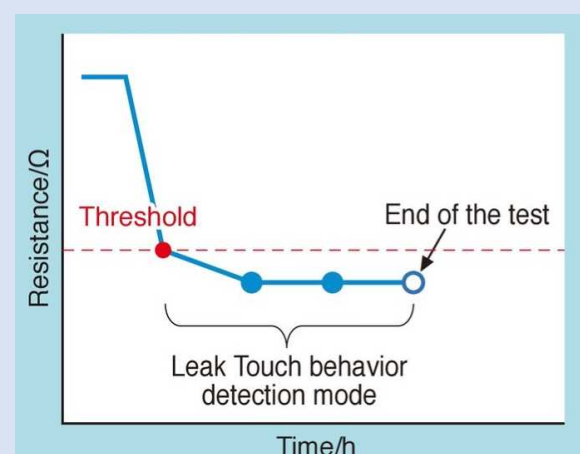 Threshold
End of the test
Resistance/Ω
Leak Touch behavior
detection mode
Time/h